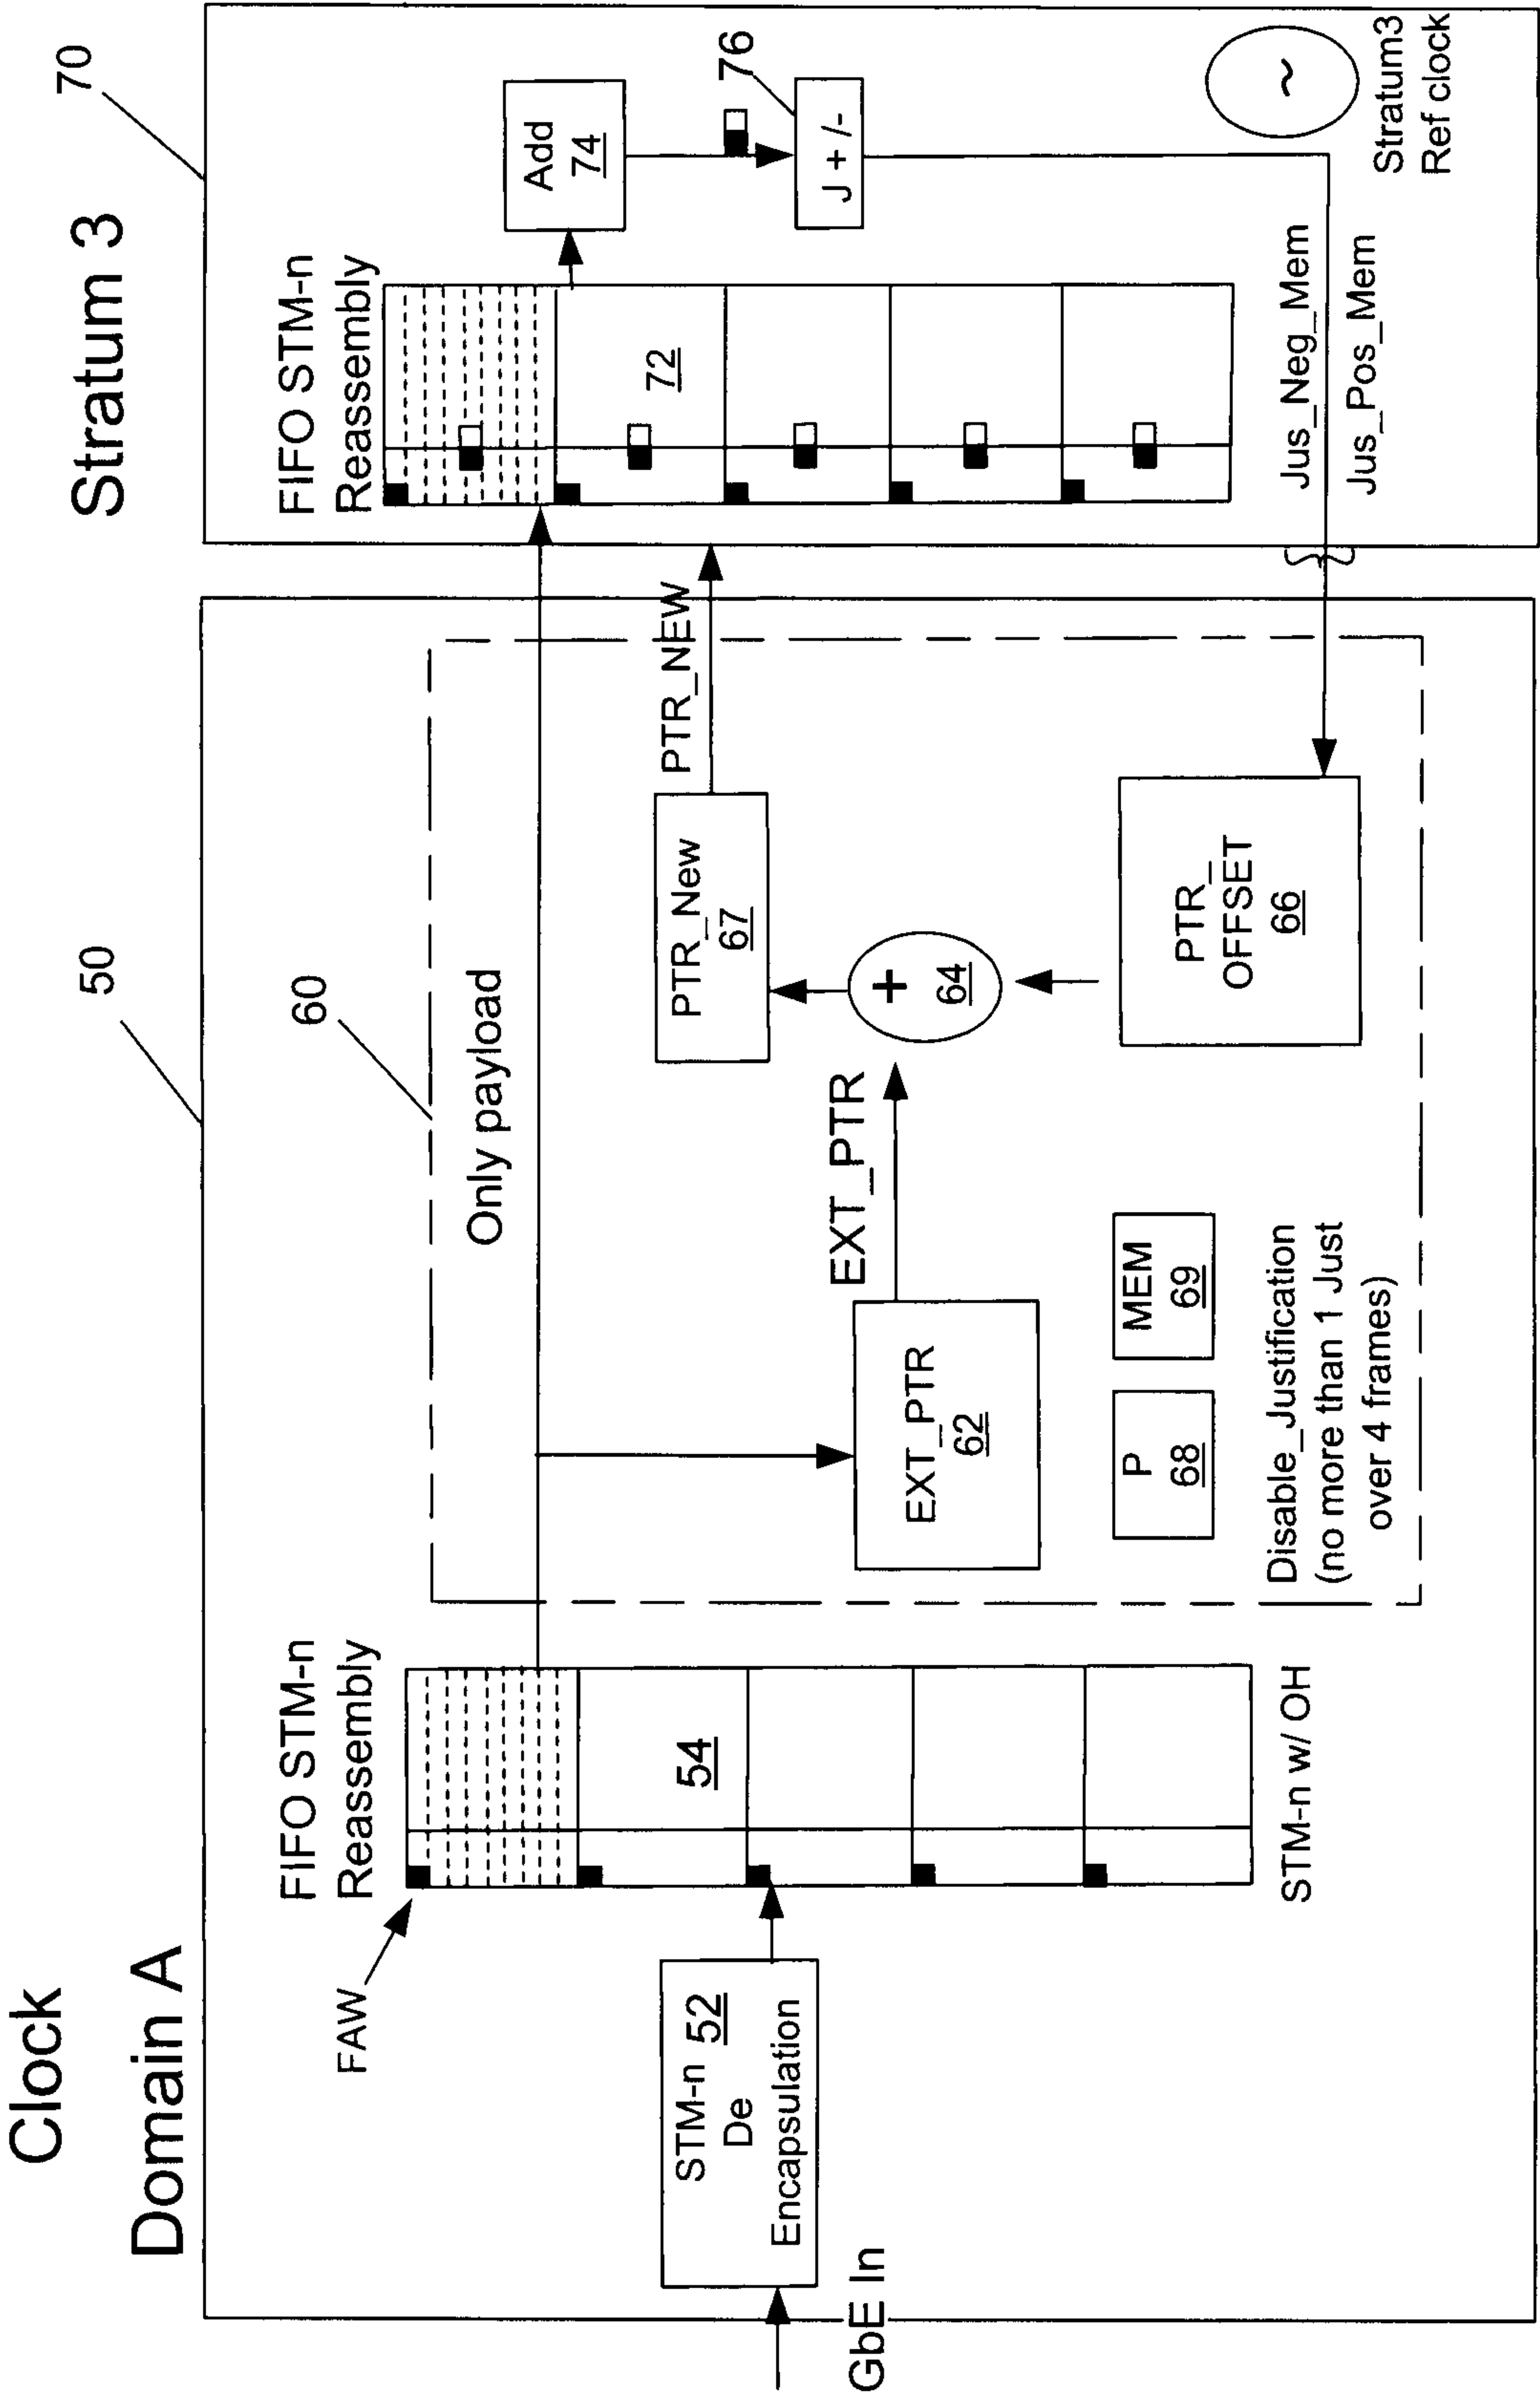 Clock
Domain A
Stratum 3
50
70
60
FAW
FIFO STM-n
Reassembly
54
STM-n w/ OH
GbE In
STM-n 52
De
Encapsulation
Only payload
EXT_PTR
62
EXT_PTR
+
64
PTR_New
67
PTR_NEW
PTR_
OFFSET
66
P
68
MEM
69
Disable_Justification
(no more than 1 Just
over 4 frames)
FIFO STM-n
Reassembly
72
Add
74
76
J + /-
Jus_Neg_Mem
Jus_Pos_Mem
~
Stratum3
Ref clock